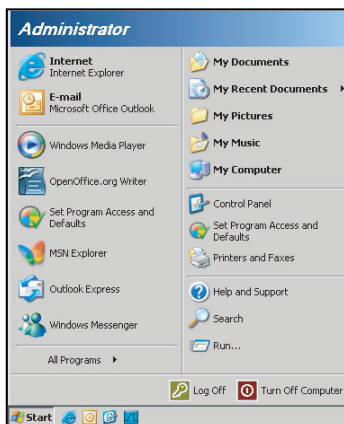 Administrator
Internet
Internet Explorer
E-mail
Microsoft Office Outlook
Windows Media Player
OpenOffice.org Writer
Set Program Access and
Defaults
MSN Explorer
Outlook Express
Windows Messenger
All Programs
My Documents
My Recent Documents
My Pictures
My Music
My Computer
Control Panel
Set Program Access and
Defaults
Printers and Faxes
Help and Support
Search
Run...
Log Off
Turn Off Computer
Start